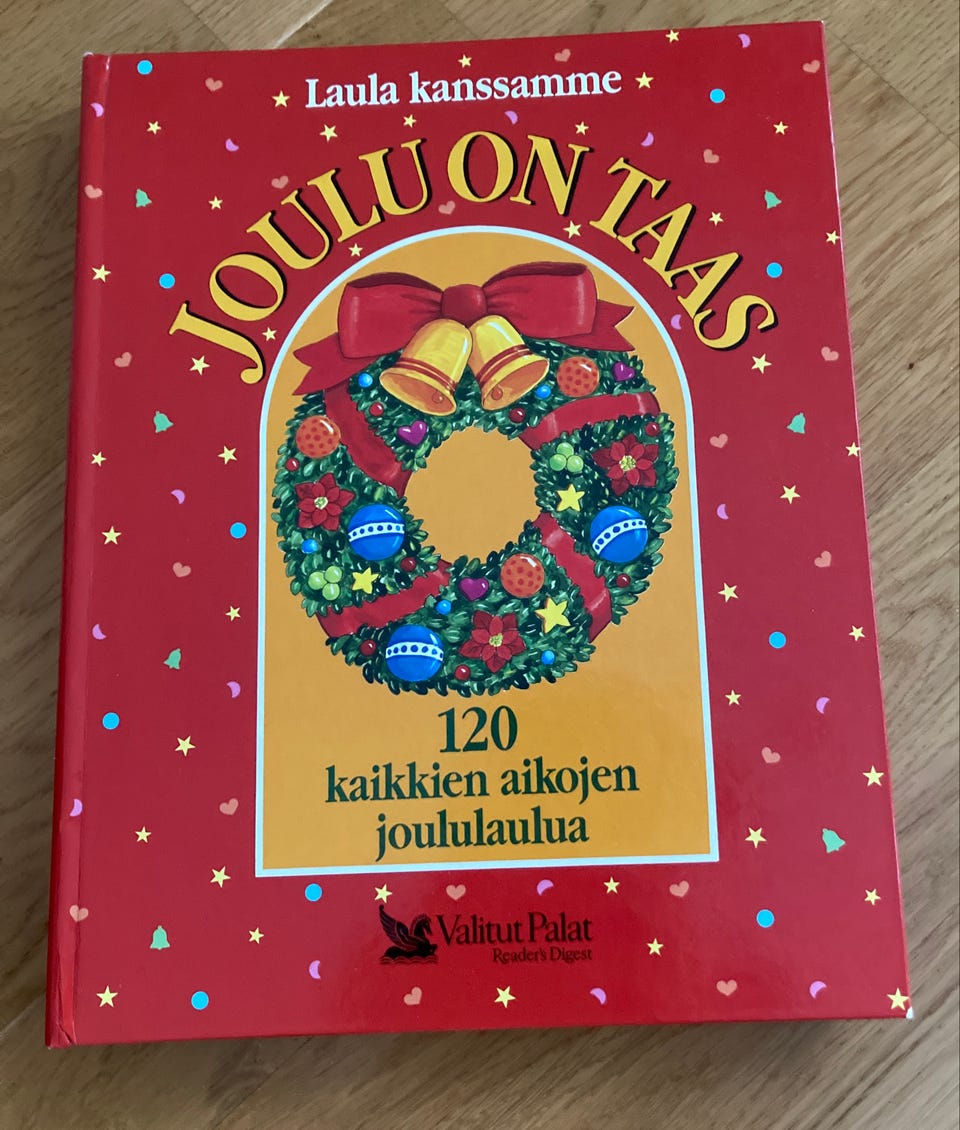 Laula kanssamme
JOULU ON TAAS
120
kaikkien aikojen
joululaulua
Valitut Palat
Reader's Digest